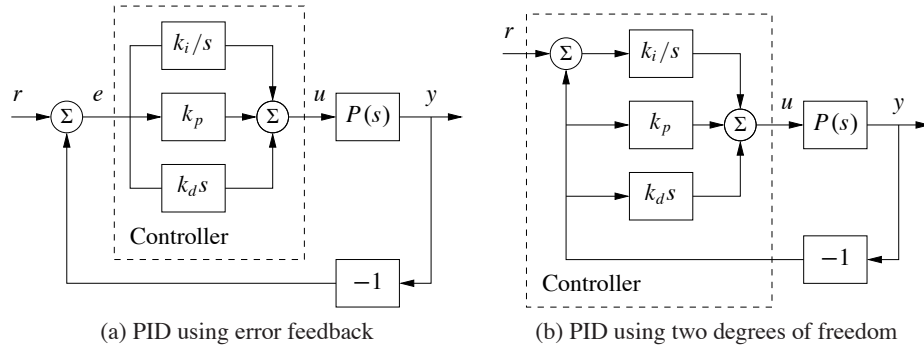 k_i/s
r
Σ
e
k_p
Σ
u
P(s)
y
k_d s
Controller
−1
(a) PID using error feedback
r
Σ
k_i/s
k_p
Σ
u
P(s)
y
k_d s
−1
Controller
(b) PID using two degrees of freedom